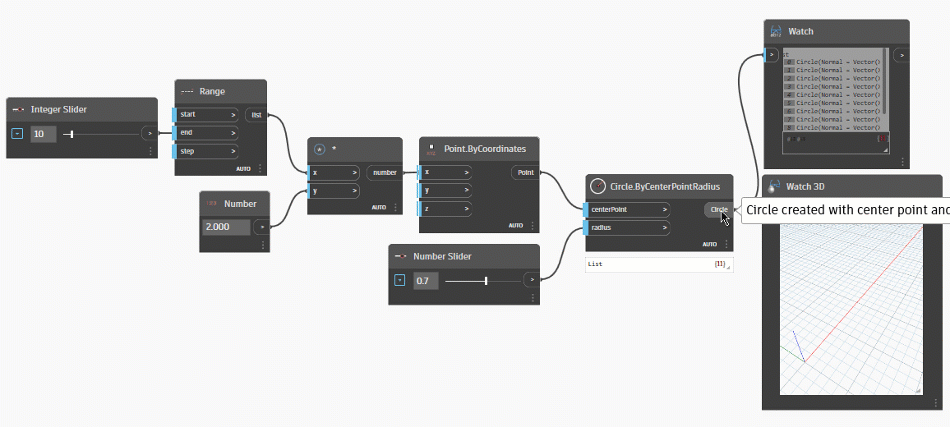 Integer Slider
10
>
Range
start >
end >
step >
list
AUTO
Number
2.000
>
*
x >
y >
number
AUTO
Point.ByCoordinates
x >
y >
z >
Point
AUTO
Number Slider
0.7
>
Circle.ByCenterPointRadius
centerPoint >
radius >
Circle
AUTO
List
{11}
Watch
>
>
0 Circle(Normal = Vector()
1 Circle(Normal = Vector()
2 Circle(Normal = Vector()
3 Circle(Normal = Vector()
4 Circle(Normal = Vector()
5 Circle(Normal = Vector()
6 Circle(Normal = Vector()
7 Circle(Normal = Vector()
8 Circle(Normal = Vector()
Watch 3D
Circle created with center point and